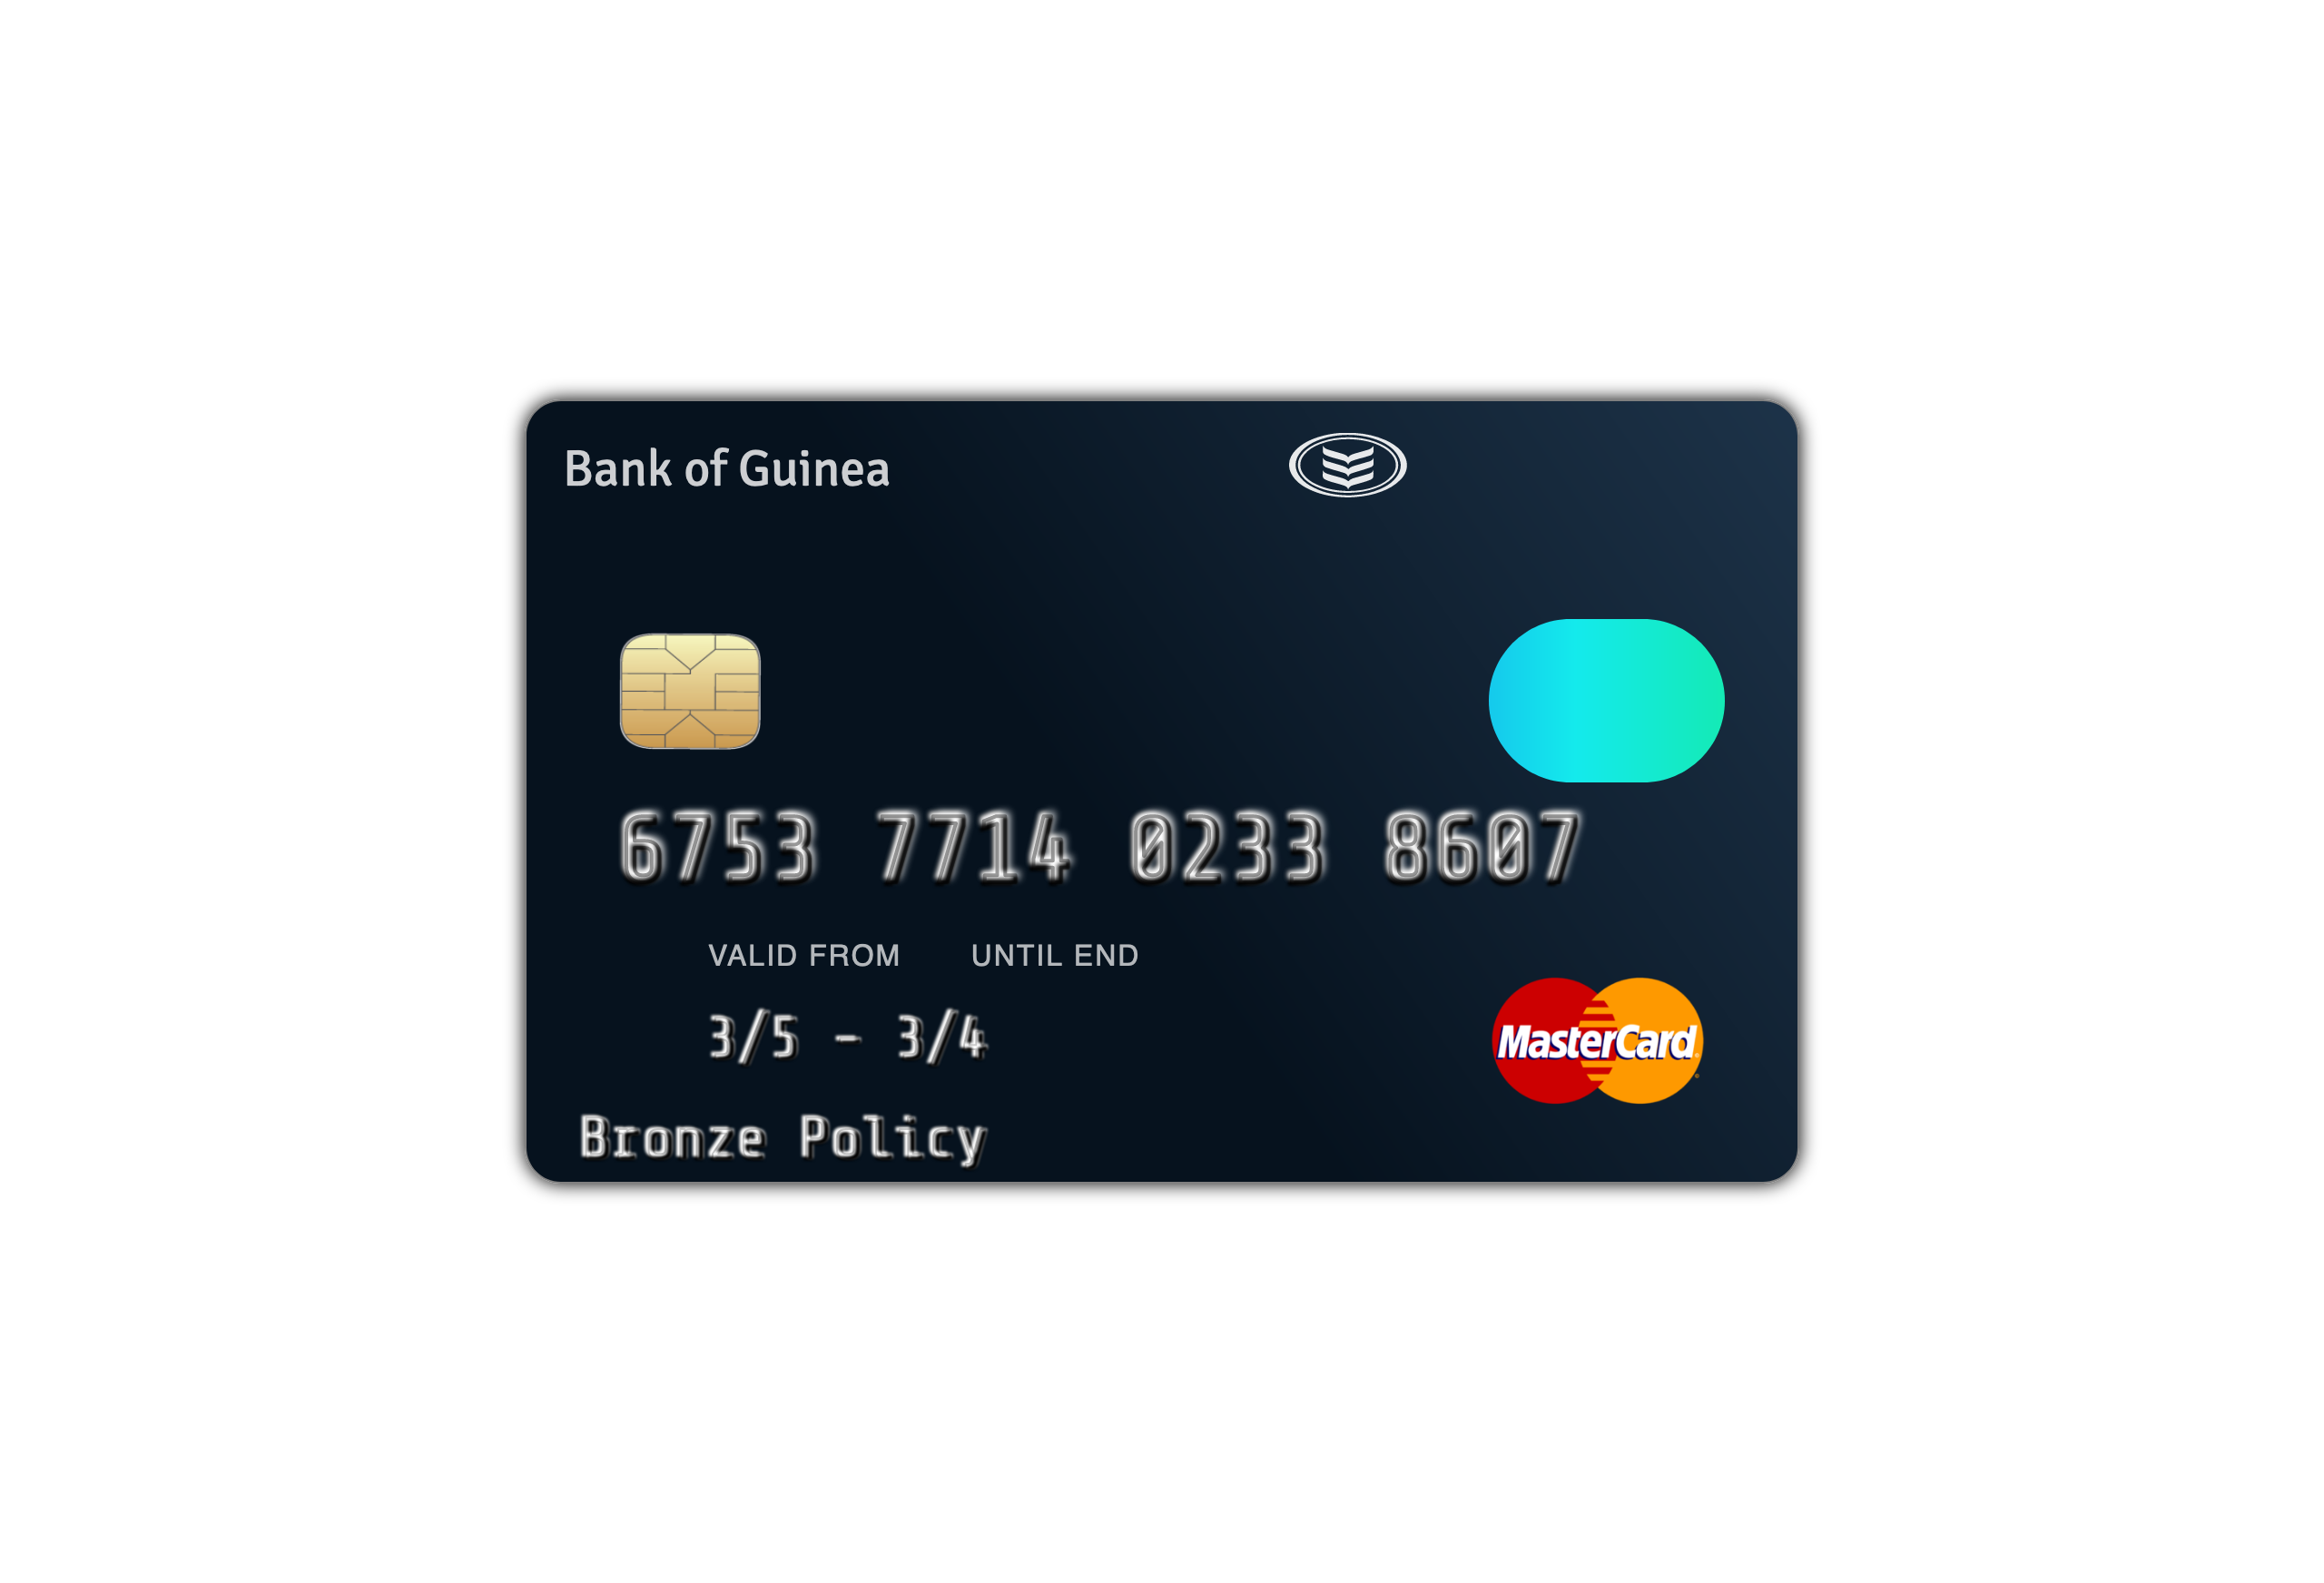 Bank of Guinea
6753 7714 0233 8607
VALID FROM UNTIL END
3/5 - 3/4
MasterCard
Bronze Policy